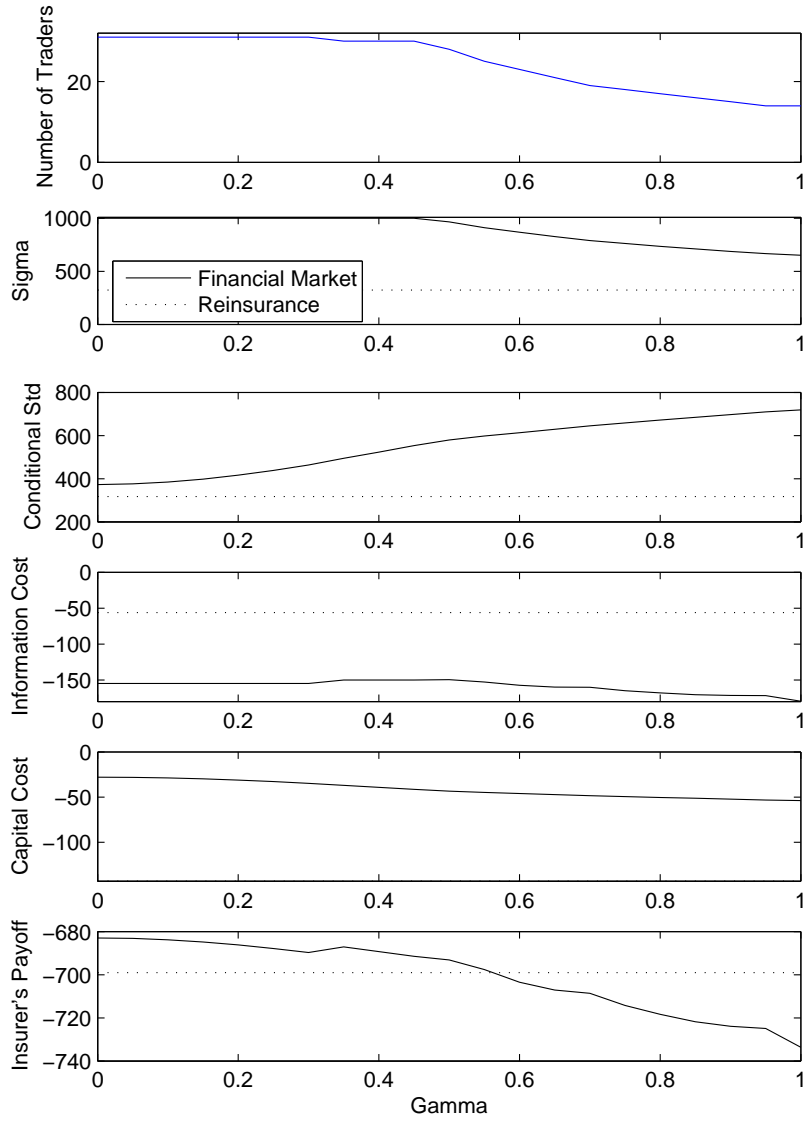 Number of Traders
20
0
0 0.2 0.4 0.6 0.8 1
Sigma
1000
500
0
Financial Market
Reinsurance
0 0.2 0.4 0.6 0.8 1
Conditional Std
800
600
400
200
0 0.2 0.4 0.6 0.8 1
Information Cost
0
−50
−100
−150
0 0.2 0.4 0.6 0.8 1
Capital Cost
0
−50
−100
0 0.2 0.4 0.6 0.8 1
Insurer's Payoff
−680
−700
−720
−740
0 0.2 0.4 0.6 0.8 1
Gamma